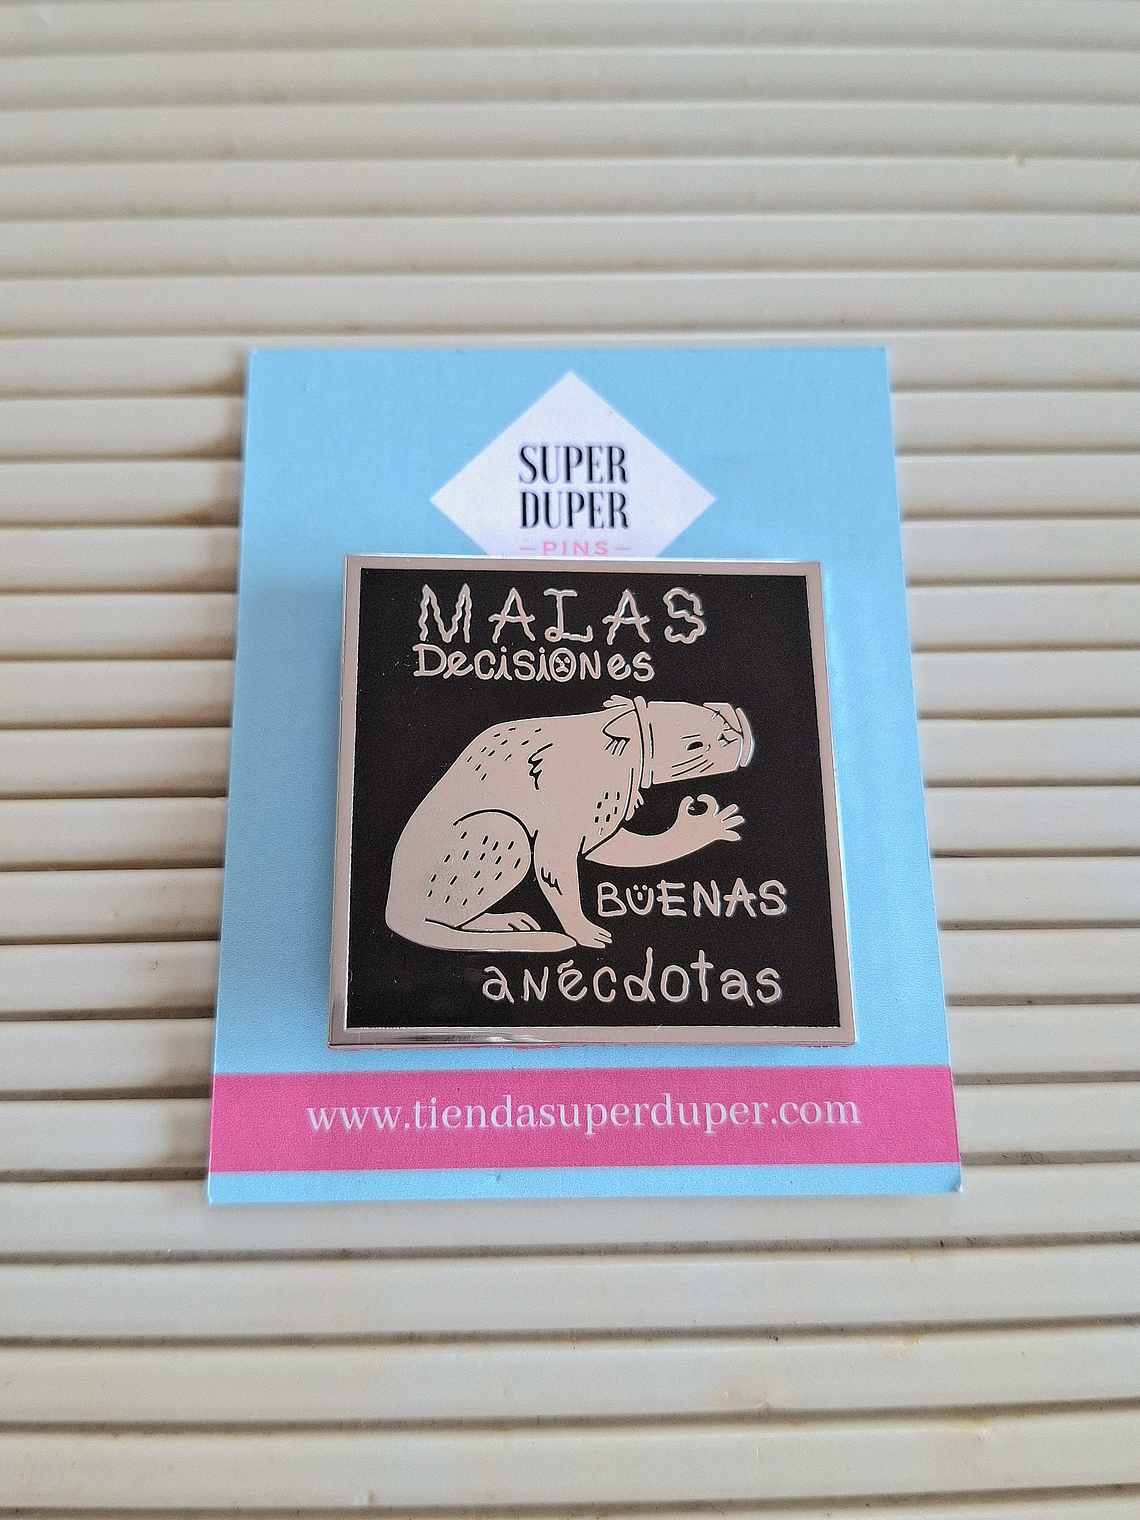 SUPER
DUPER
PINS
MALAS
Decisiones
BÜENAS
anécdotas
www.tiendasuperduper.com